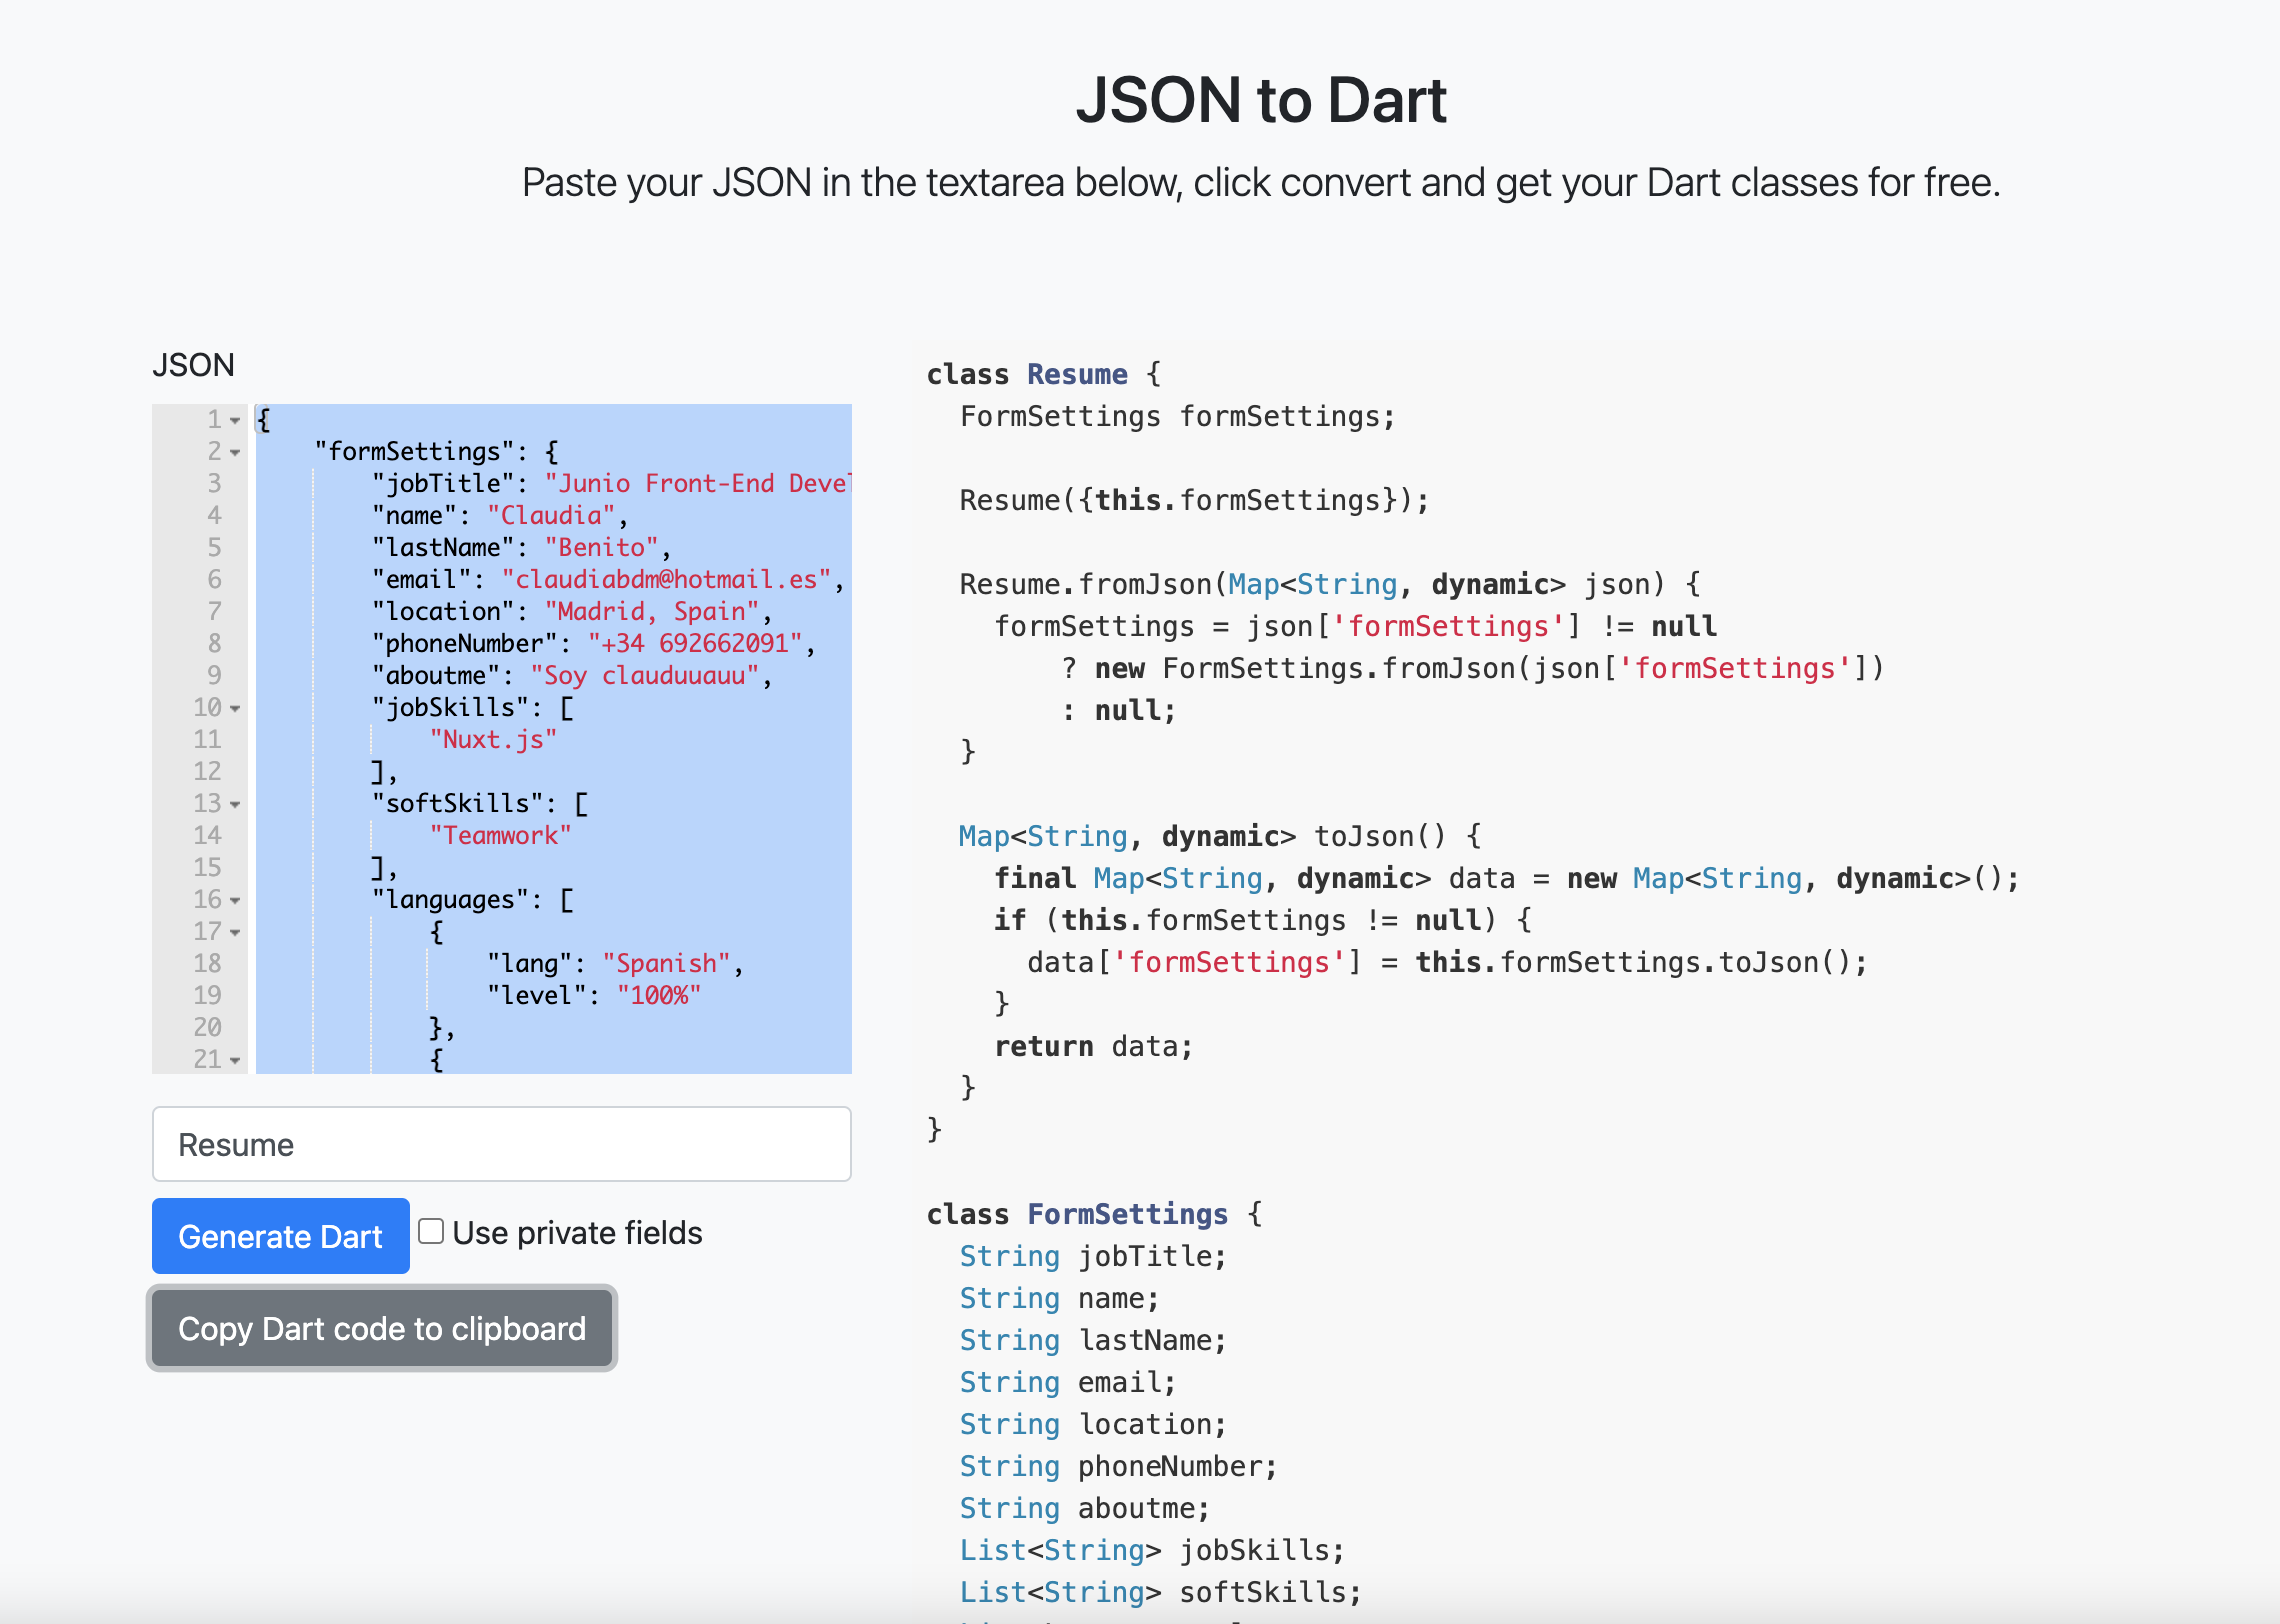 JSON to Dart
Paste your JSON in the textarea below, click convert and get your Dart classes for free.
JSON
1 {
2 "formSettings": {
3 "jobTitle": "Junio Front-End Devel
4 "name": "Claudia",
5 "lastName": "Benito",
6 "email": "claudiabdm@hotmail.es",
7 "location": "Madrid, Spain",
8 "phoneNumber": "+34 692662091",
9 "aboutme": "Soy clauduuauu",
10 "jobSkills": [
11 "Nuxt.js"
12 ],
13 "softSkills": [
14 "Teamwork"
15 ],
16 "languages": [
17 {
18 "lang": "Spanish",
19 "level": "100%"
20 },
21 {
Resume
Generate Dart
Use private fields
Copy Dart code to clipboard
class Resume {
FormSettings formSettings;
Resume({this.formSettings});
Resume.fromJson(Map<String, dynamic> json) {
formSettings = json['formSettings'] != null
? new FormSettings.fromJson(json['formSettings'])
: null;
}
Map<String, dynamic> toJson() {
final Map<String, dynamic> data = new Map<String, dynamic>();
if (this.formSettings != null) {
data['formSettings'] = this.formSettings.toJson();
}
return data;
}
}
class FormSettings {
String jobTitle;
String name;
String lastName;
String email;
String location;
String phoneNumber;
String aboutme;
List<String> jobSkills;
List<String> softSkills;